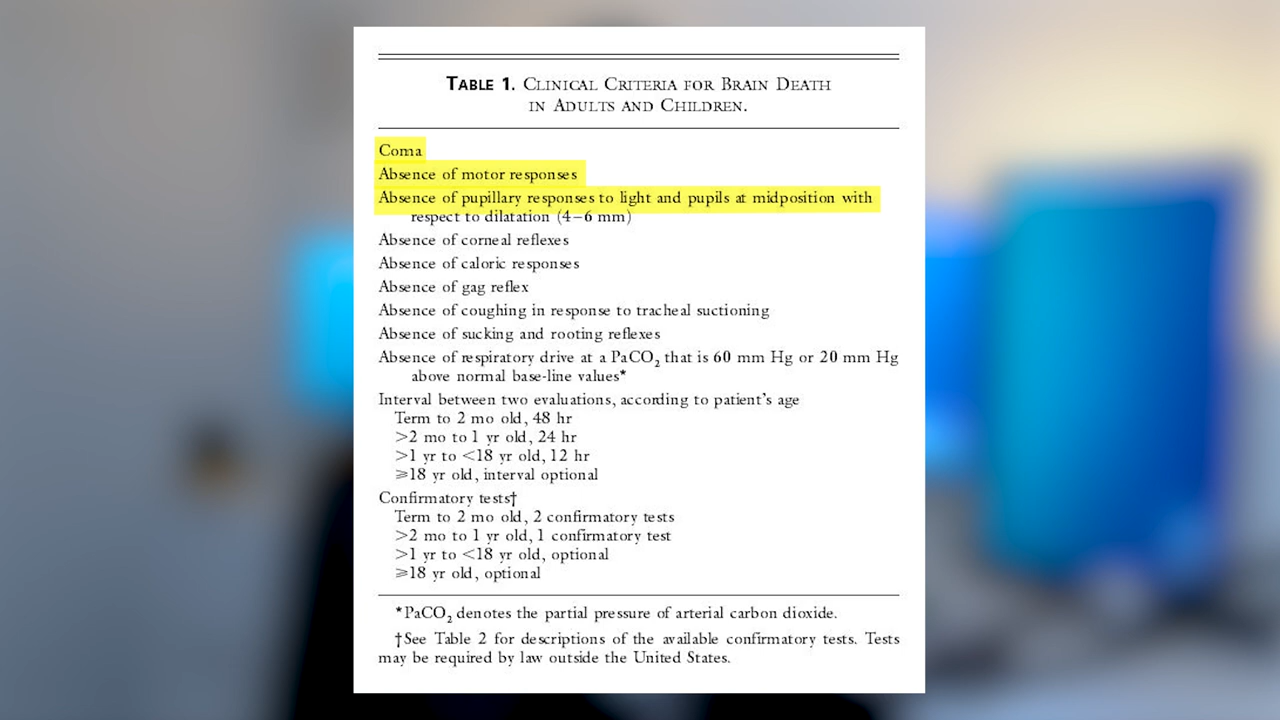 TABLE 1. CLINICAL CRITERIA FOR BRAIN DEATH
IN ADULTS AND CHILDREN.
Coma
Absence of motor responses
Absence of pupillary responses to light and pupils at midposition with
respect to dilatation (4–6 mm)
Absence of corneal reflexes
Absence of caloric responses
Absence of gag reflex
Absence of coughing in response to tracheal suctioning
Absence of sucking and rooting reflexes
Absence of respiratory drive at a PaCO₂ that is 60 mm Hg or 20 mm Hg
above normal base-line values*
Interval between two evaluations, according to patient's age
Term to 2 mo old, 48 hr
>2 mo to 1 yr old, 24 hr
>1 yr to <18 yr old, 12 hr
⩾18 yr old, interval optional
Confirmatory tests†
Term to 2 mo old, 2 confirmatory tests
>2 mo to 1 yr old, 1 confirmatory test
>1 yr to <18 yr old, optional
⩾18 yr old, optional
*PaCO₂ denotes the partial pressure of arterial carbon dioxide.
†See Table 2 for descriptions of the available confirmatory tests. Tests
may be required by law outside the United States.